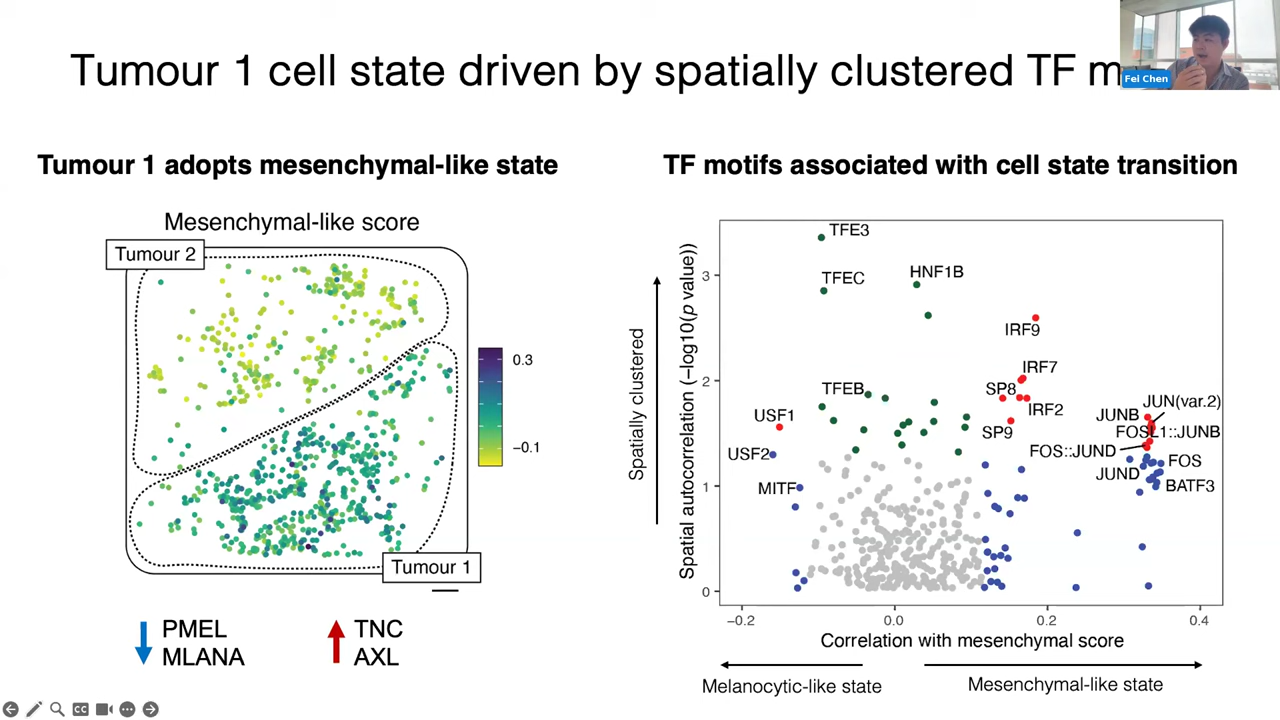 Tumour 1 cell state driven by spatially clustered TF
Fei Chen
Tumour 1 adopts mesenchymal-like state
Mesenchymal-like score
Tumour 2
0.3
−0.1
Tumour 1
PMEL
MLANA
TNC
AXL
TF motifs associated with cell state transition
Spatially clustered
Spatial autocorrelation (−log10(p value))
3
2
1
0
TFE3
TFEC
HNF1B
IRF9
IRF7
SP8
IRF2
TFEB
USF1
SP9
JUN(var.2)
JUNB
FOSL1::JUNB
FOS::JUND
USF2
FOS
JUND
MITF
BATF3
−0.2
0.0
0.2
0.4
Correlation with mesenchymal score
Melanocytic-like state
Mesenchymal-like state
CC